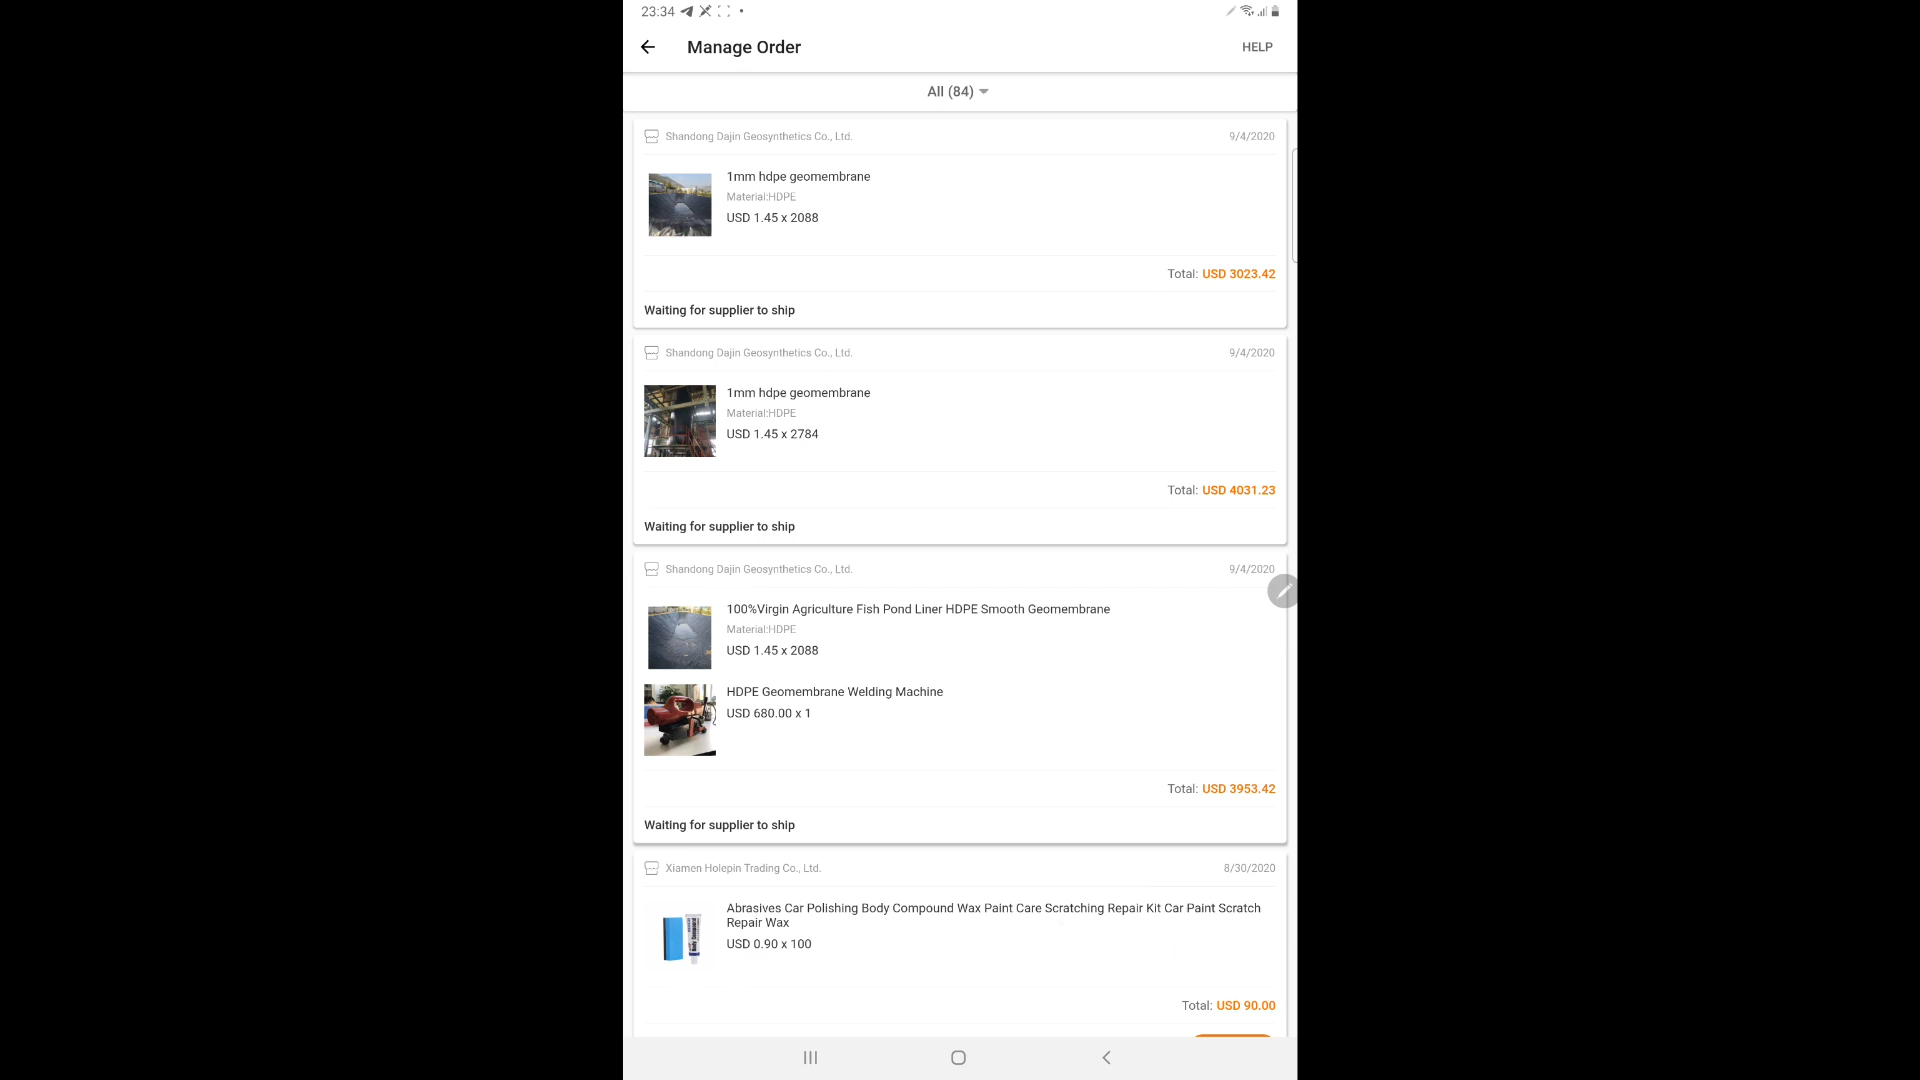 23:34
Manage Order
HELP
All (84)
Shandong Dajin Geosynthetics Co., Ltd.
9/4/2020
1mm hdpe geomembrane
Material:HDPE
USD 1.45 x 2088
Total: USD 3023.42
Waiting for supplier to ship
Shandong Dajin Geosynthetics Co., Ltd.
9/4/2020
1mm hdpe geomembrane
Material:HDPE
USD 1.45 x 2784
Total: USD 4031.23
Waiting for supplier to ship
Shandong Dajin Geosynthetics Co., Ltd.
9/4/2020
100%Virgin Agriculture Fish Pond Liner HDPE Smooth Geomembrane
Material:HDPE
USD 1.45 x 2088
HDPE Geomembrane Welding Machine
USD 680.00 x 1
Total: USD 3953.42
Waiting for supplier to ship
Xiamen Holepin Trading Co., Ltd.
8/30/2020
Abrasives Car Polishing Body Compound Wax Paint Care Scratching Repair Kit Car Paint Scratch
Repair Wax
USD 0.90 x 100
Body Compound
Total: USD 90.00